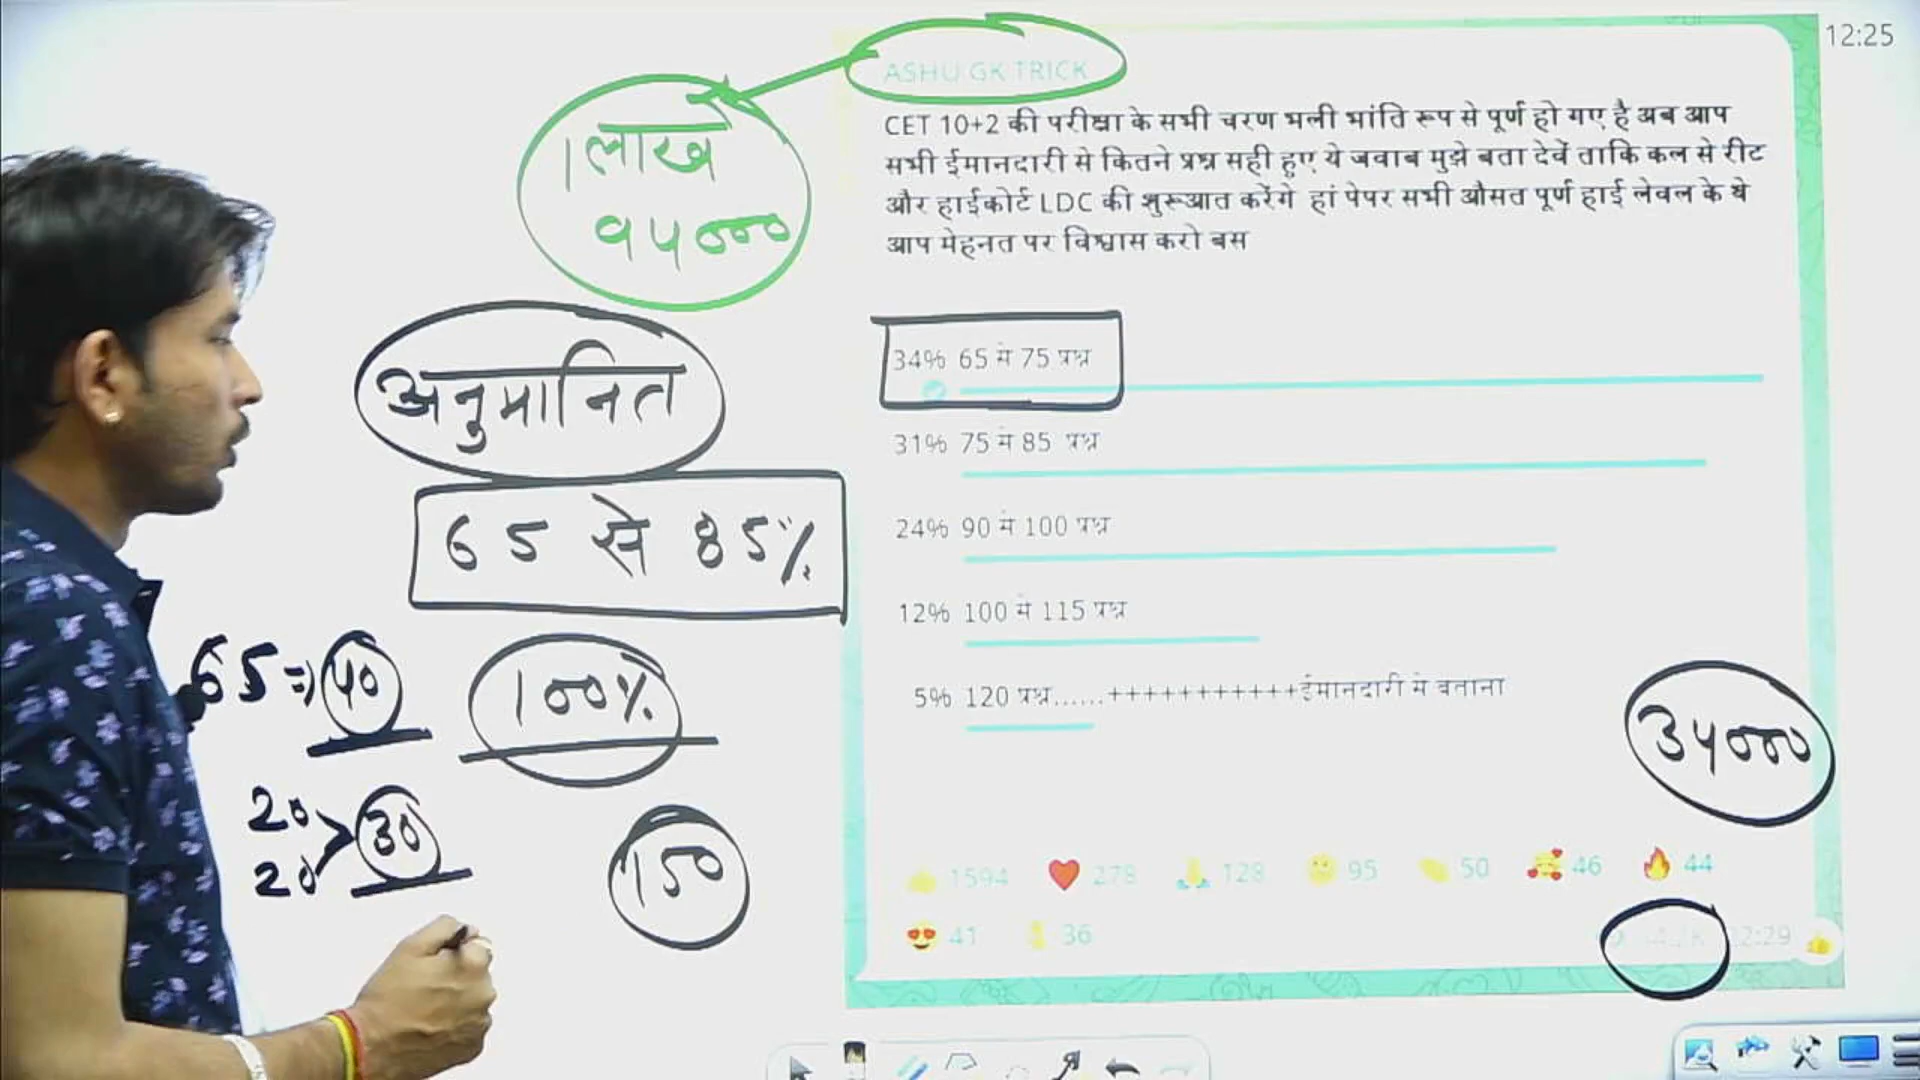 12:25
ASHU GK TRICK
1 लाख
95000
CET 10+2 की परीक्षा के सभी चरण भली भांति रूप से पूर्ण हो गए है अब आप
सभी ईमानदारी से कितने प्रश्न सही हुए ये जवाब मुझे बता देवें ताकि कल से रीट
और हाईकोर्ट LDC की शुरूआत करेंगे हां पेपर सभी औसत पूर्ण हाई लेवल के थे
आप मेहनत पर विश्वास करो बस
अनुमानित
65 से 85%
34% 65 से 75 प्रश्न
31% 75 से 85 प्रश्न
24% 90 से 100 प्रश्न
12% 100 से 115 प्रश्न
5% 120 प्रश्न......+++++++++++ईमानदारी से बताना
65 => 40
100%
20
20 > 30
150
35000
1594 278 128 95 50 46 44
41 36